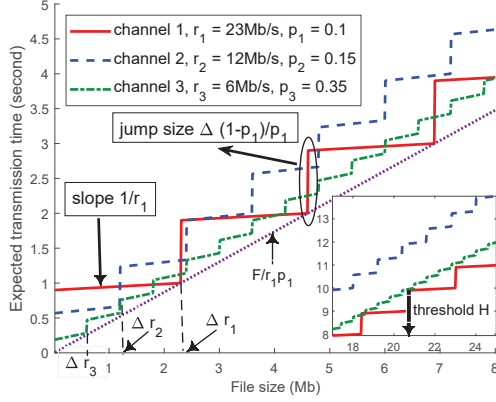 channel 1, r₁ = 23Mb/s, p₁ = 0.1
channel 2, r₂ = 12Mb/s, p₂ = 0.15
channel 3, r₃ = 6Mb/s, p₃ = 0.35
jump size Δ (1-p₁)/p₁
slope 1/r₁
F/r₁p₁
Δ r₁
Δ r₂
Δ r₃
threshold H
Expected transmission time (second)
5
4.5
4
3.5
3
2.5
2
1.5
1
0.5
0
1
2
3
4
5
6
7
8
File size (Mb)
13
12
11
10
9
8
18
20
22
24